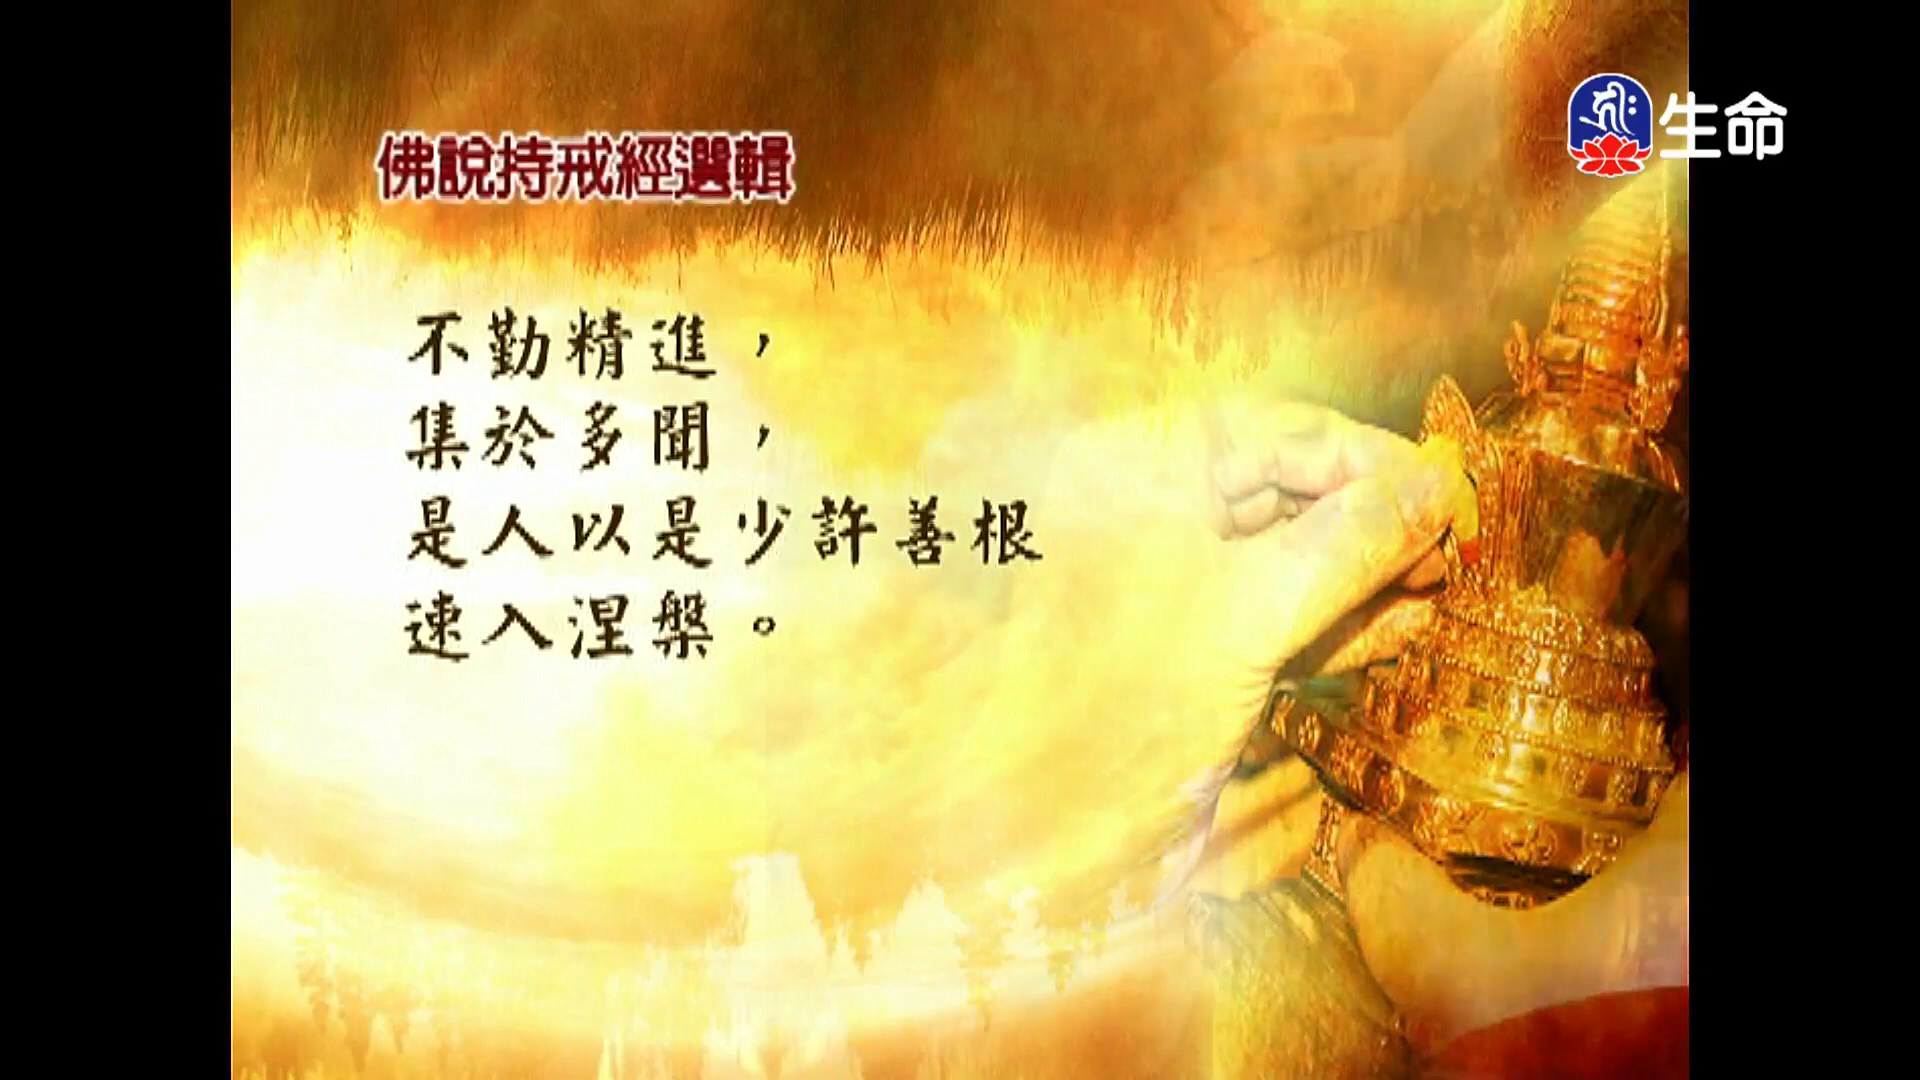 佛說持戒經選輯
生命
不勤精進，
集於多聞，
是人以是少許善根
速入涅槃。